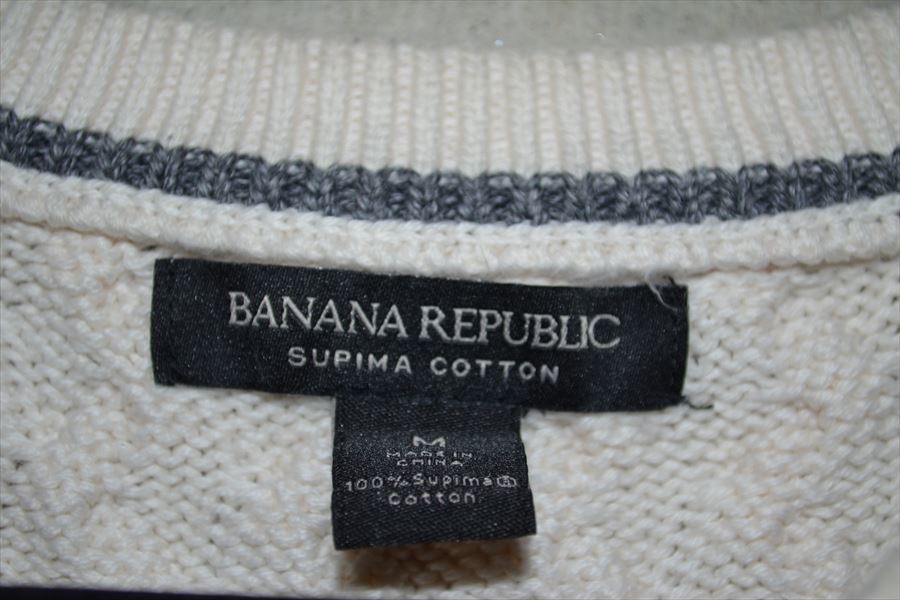 BANANA REPUBLIC
SUPIMA COTTON
M
MADE IN
CHINA
100% Supima®
Cotton